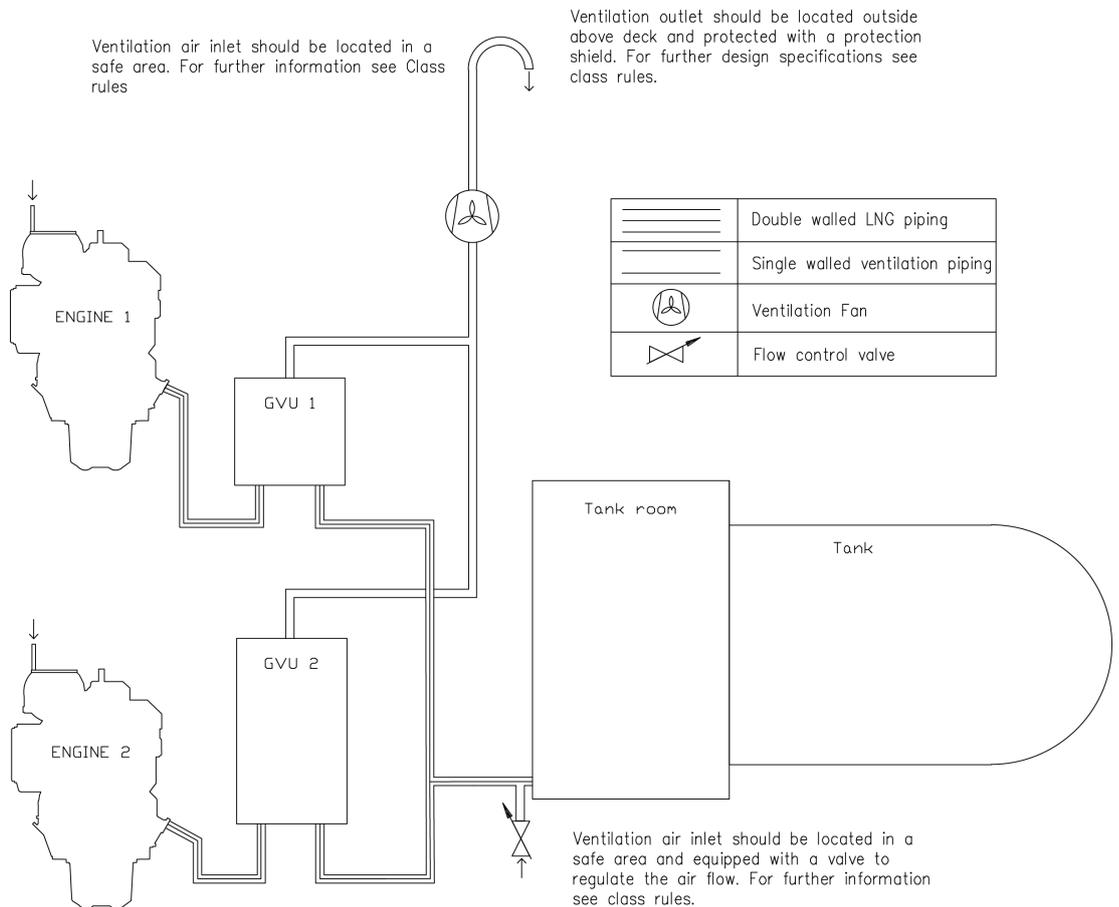 Ventilation air inlet should be located in a
safe area. For further information see Class
rules
Ventilation outlet should be located outside
above deck and protected with a protection
shield. For further design specifications see
class rules.
Double walled LNG piping
Single walled ventilation piping
Ventilation Fan
Flow control valve
ENGINE 1
GVU 1
Tank room
Tank
GVU 2
ENGINE 2
Ventilation air inlet should be located in a
safe area and equipped with a valve to
regulate the air flow. For further information
see class rules.